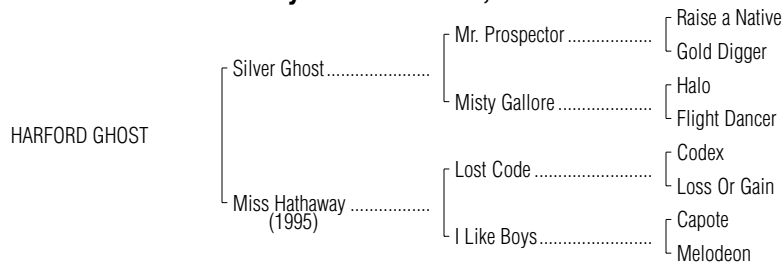 Raise a Native
Mr. Prospector ....................
Gold Digger
Silver Ghost......................
Halo
Misty Gallore ......................
Flight Dancer
HARFORD GHOST
Codex
Lost Code ..........................
Loss Or Gain
Miss Hathaway .................
(1995)
Capote
I Like Boys.........................
Melodeon